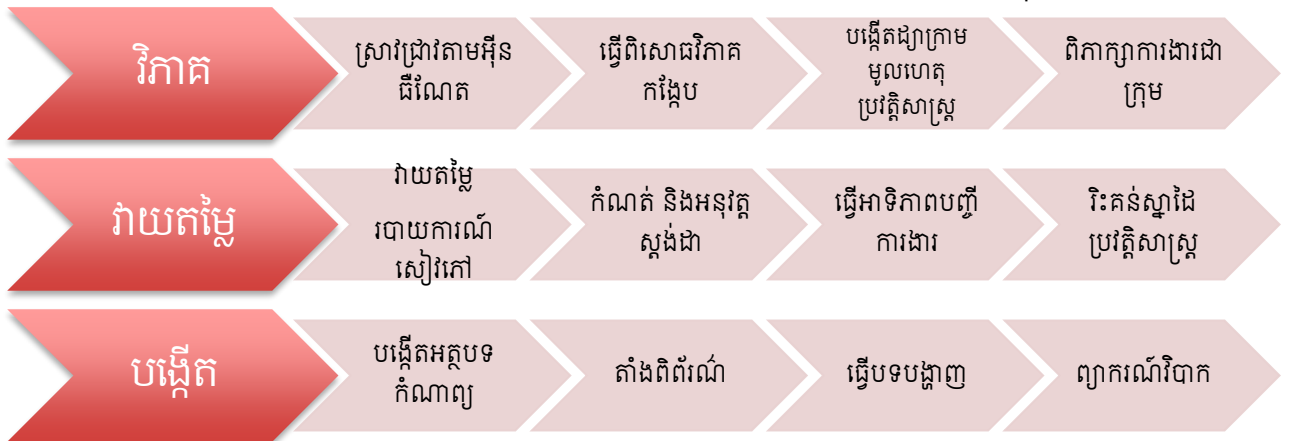 វិភាគ
ស្រាវជ្រាវតាមអ៊ីន
ធឺណែត
ធ្វើពិសោធវិភាគ
កង្កែប
បង្កើតដ្យាក្រាម
មូលហេតុ
ប្រវត្តិសាស្ត្រ
ពិភាក្សាការងារជា
ក្រុម
វាយតម្លៃ
វាយតម្លៃ
របាយការណ៍
សៀវភៅ
កំណត់ និងអនុវត្ត
ស្តង់ដា
ធ្វើអាទិភាពបញ្ជី
ការងារ
រិះគន់ស្នាដៃ
ប្រវត្តិសាស្ត្រ
បង្កើត
បង្កើតអត្ថបទ
កំណាព្យ
តាំងពិព័រណ៌
ធ្វើបទបង្ហាញ
ព្យាករណ៍វិបាក